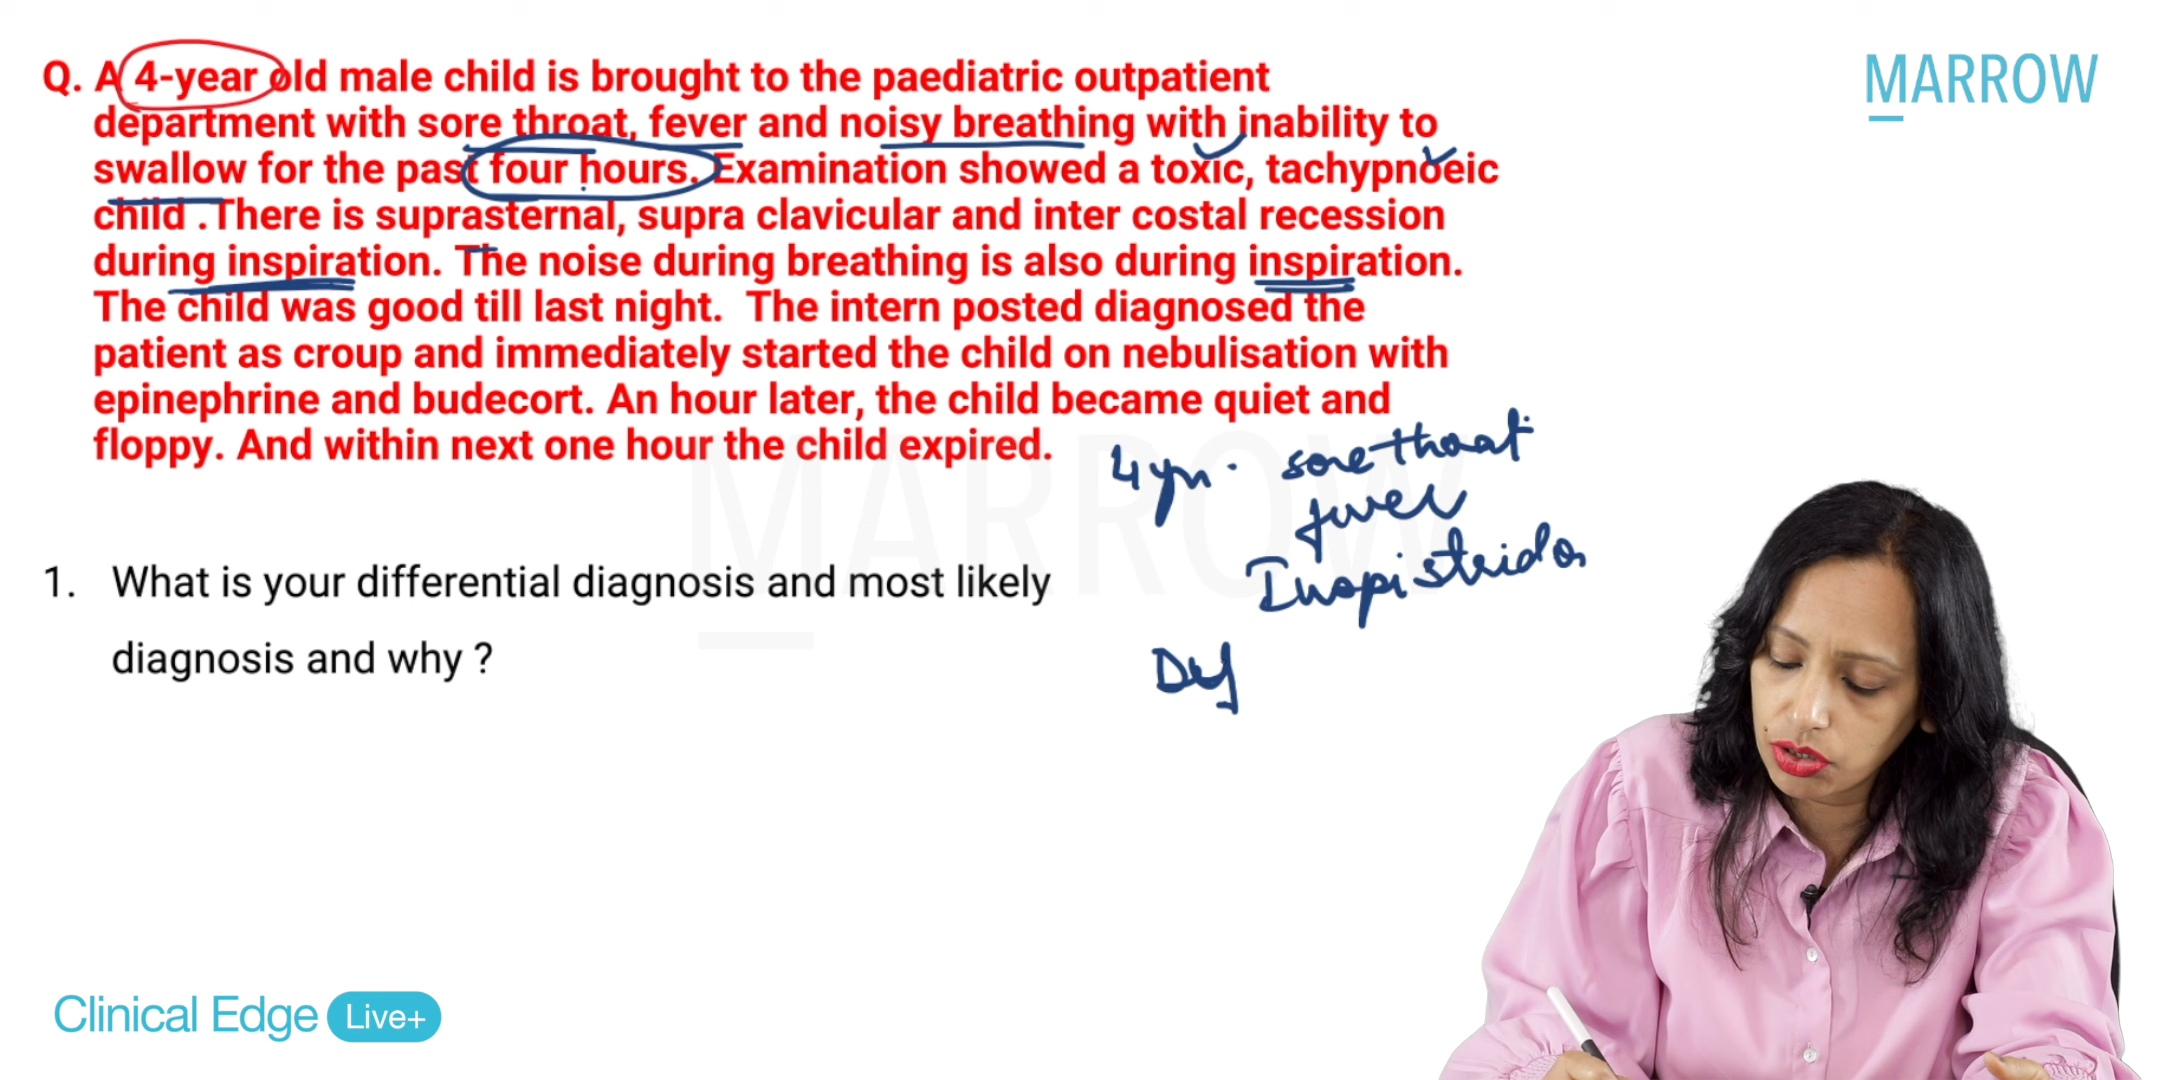 MARROW
Q. A 4-year old male child is brought to the paediatric outpatient
department with sore throat, fever and noisy breathing with inability to
swallow for the past four hours. Examination showed a toxic, tachypnoeic
child .There is suprasternal, supra clavicular and inter costal recession
during inspiration. The noise during breathing is also during inspiration.
The child was good till last night. The intern posted diagnosed the
patient as croup and immediately started the child on nebulisation with
epinephrine and budecort. An hour later, the child became quiet and
floppy. And within next one hour the child expired.
MARROW
4 yr. sore throat
fever
Inspi stridor
1. What is your differential diagnosis and most likely
diagnosis and why ?
Clinical Edge Live+